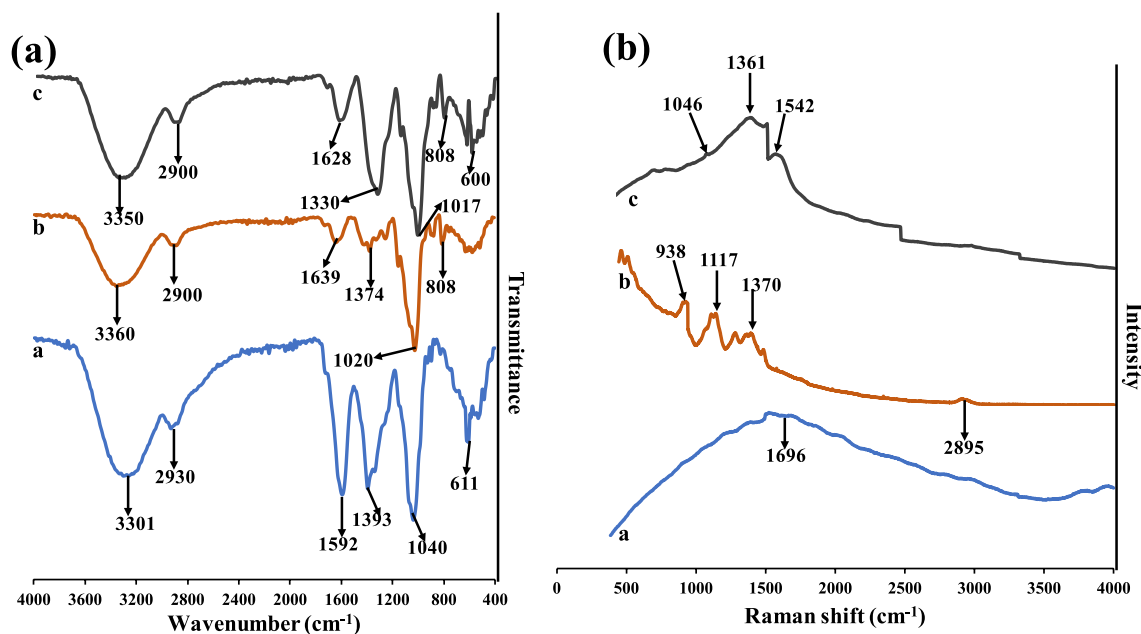 (a)
c
2900
3350
1628
1330
808
600
1017
b
2900
3360
1639
1374
808
1020
a
2930
3301
1592
1393
1040
611
Transmittance
4000 3200 2800 2400 2000 1600 1200 800 400
Wavenumber (cm-1)
(b)
1361
1046
1542
c
938
1117
1370
b
2895
1696
a
Intensity
0 500 1000 1500 2000 2500 3000 3500 4000
Raman shift (cm-1)